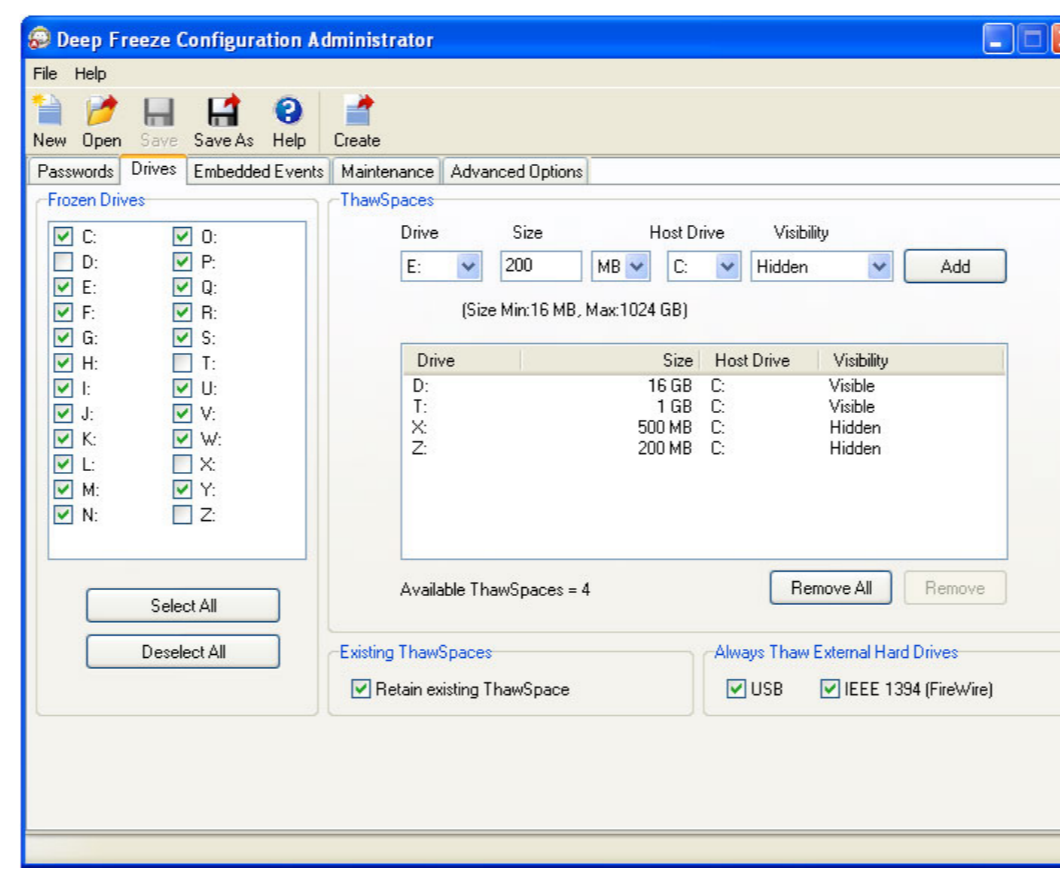 Deep Freeze Configuration Administrator
File Help
New Open Save Save As Help Create
Passwords Drives Embedded Events Maintenance Advanced Options
Frozen Drives
C: O:
D: P:
E: Q:
F: R:
G: S:
H: T:
I: U:
J: V:
K: W:
L: X:
M: Y:
N: Z:
Select All
Deselect All
ThawSpaces
Drive Size Host Drive Visibility
E: 200 MB C: Hidden Add
(Size Min:16 MB, Max:1024 GB)
Drive Size Host Drive Visibility
D: 16 GB C: Visible
T: 1 GB C: Visible
X: 500 MB C: Hidden
Z: 200 MB C: Hidden
Available ThawSpaces = 4 Remove All Remove
Existing ThawSpaces
Retain existing ThawSpace
Always Thaw External Hard Drives
USB IEEE 1394 (FireWire)